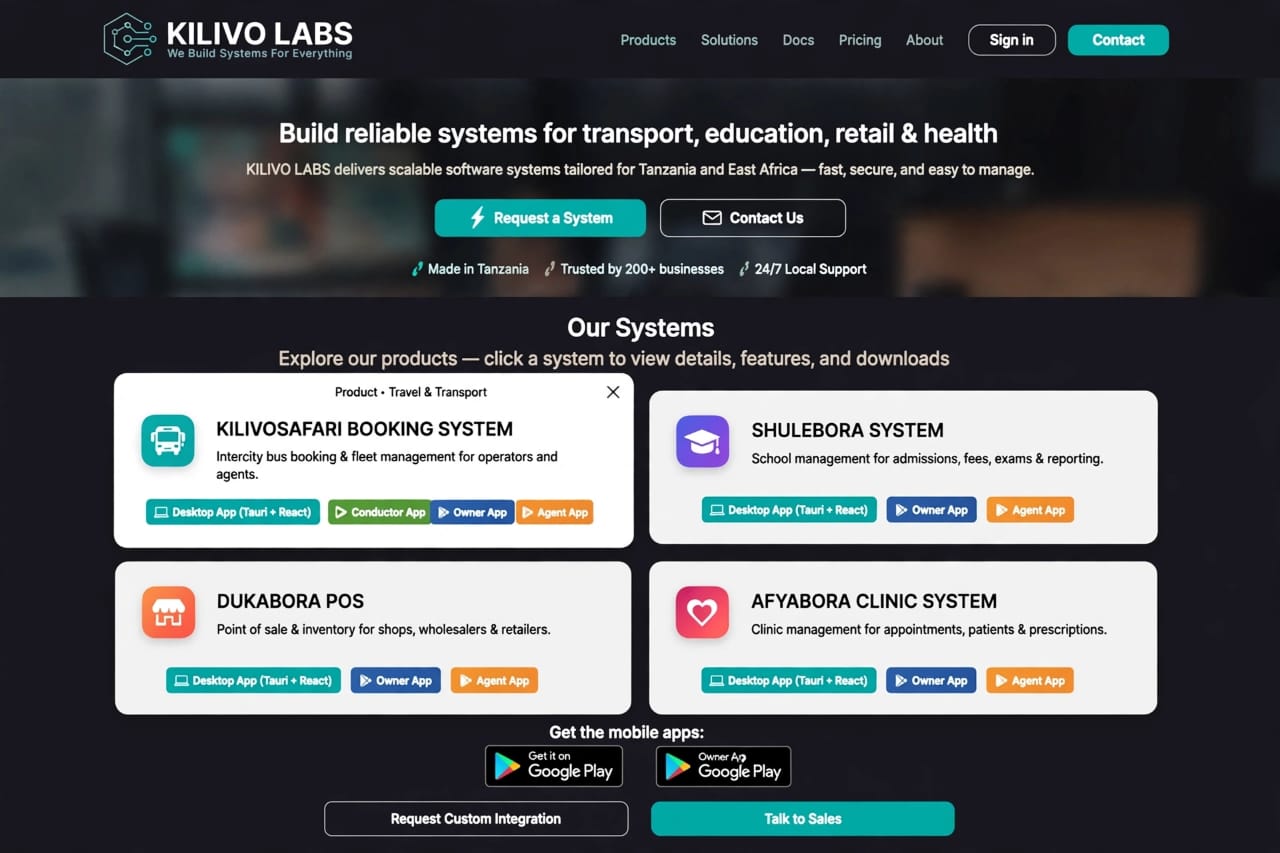 KILIVO LABS
We Build Systems For Everything
Products
Solutions
Docs
Pricing
About
Sign in
Contact
Build reliable systems for transport, education, retail & health
KILIVO LABS delivers scalable software systems tailored for Tanzania and East Africa — fast, secure, and easy to manage.
Request a System
Contact Us
Made in Tanzania
Trusted by 200+ businesses
24/7 Local Support
Our Systems
Explore our products — click a system to view details, features, and downloads
Product • Travel & Transport
KILIVOSAFARI BOOKING SYSTEM
Intercity bus booking & fleet management for operators and
agents.
Desktop App (Tauri + React)
Conductor App
Owner App
Agent App
SHULEBORA SYSTEM
School management for admissions, fees, exams & reporting.
Desktop App (Tauri + React)
Owner App
Agent App
DUKABORA POS
Point of sale & inventory for shops, wholesalers & retailers.
Desktop App (Tauri + React)
Owner App
Agent App
AFYABORA CLINIC SYSTEM
Clinic management for appointments, patients & prescriptions.
Desktop App (Tauri + React)
Owner App
Agent App
Get the mobile apps:
Get it on
Google Play
Owner App
Google Play
Request Custom Integration
Talk to Sales